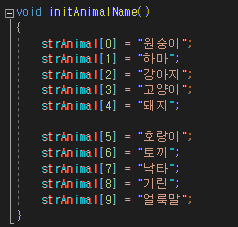 void initAnimalName()
{
strAnimal[0] = "원숭이";
strAnimal[1] = "하마";
strAnimal[2] = "강아지";
strAnimal[3] = "고양이";
strAnimal[4] = "돼지";
strAnimal[5] = "호랑이";
strAnimal[6] = "토끼";
strAnimal[7] = "낙타";
strAnimal[8] = "기린";
strAnimal[9] = "얼룩말";
}